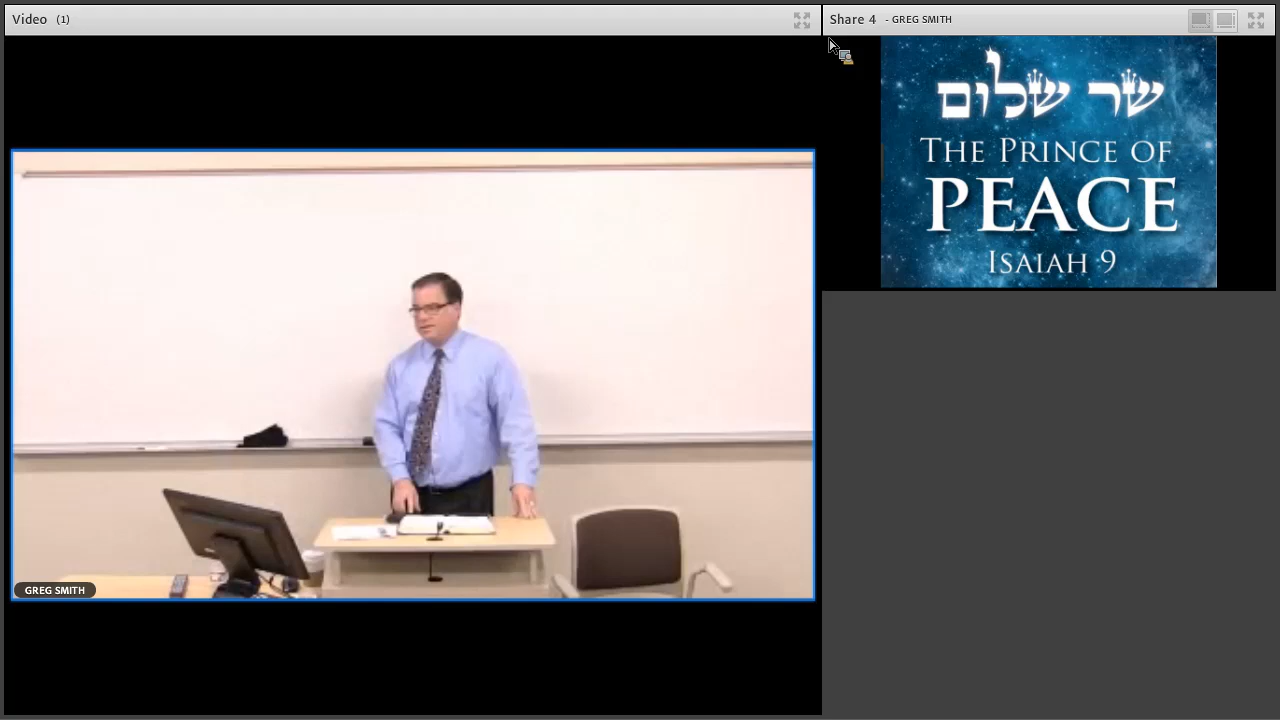 Video (1)
Share 4 - GREG SMITH
שר שלום
THE PRINCE OF
PEACE
ISAIAH 9
GREG SMITH